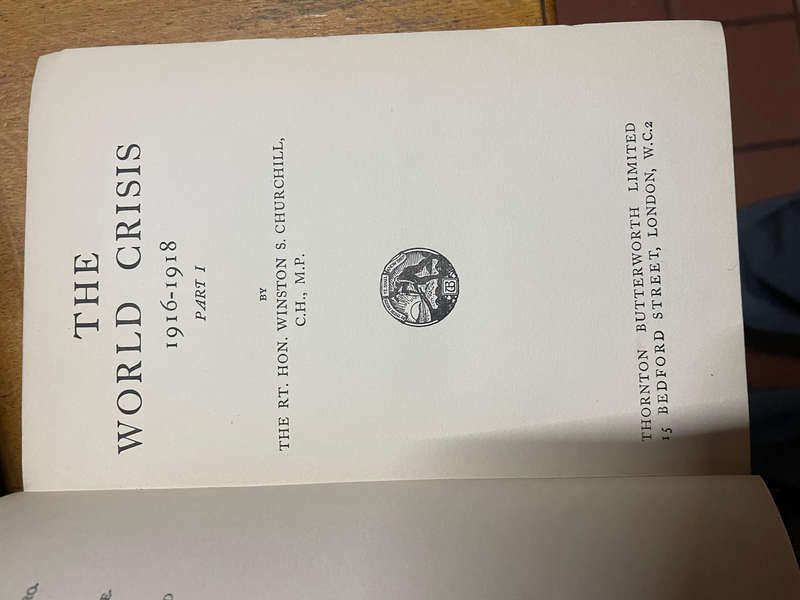 THE
WORLD CRISIS
1916-1918
PART I
BY
THE RT. HON. WINSTON S. CHURCHILL,
C.H., M.P.
THORNTON BUTTERWORTH LIMITED
15 BEDFORD STREET, LONDON, W.C.2